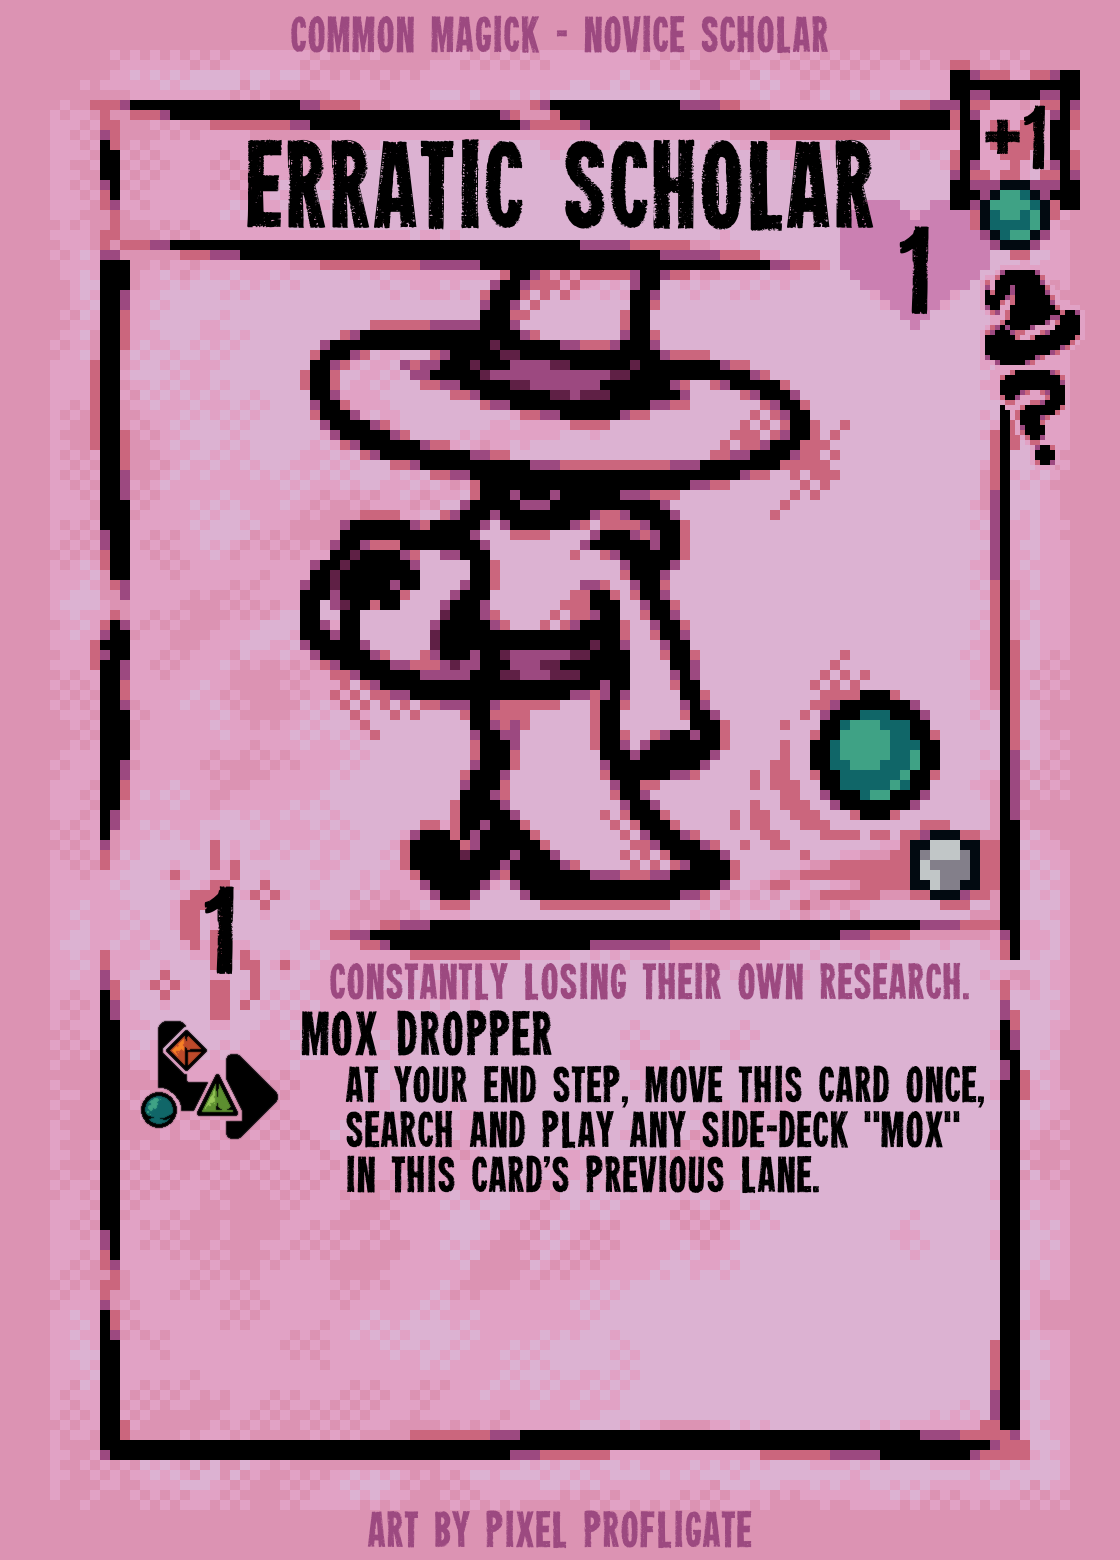 COMMON MAGICK - NOVICE SCHOLAR
+1
ERRATIC SCHOLAR
1
?
1
CONSTANTLY LOSING THEIR OWN RESEARCH.
MOX DROPPER
AT YOUR END STEP, MOVE THIS CARD ONCE,
SEARCH AND PLAY ANY SIDE-DECK "MOX"
IN THIS CARD'S PREVIOUS LANE.
ART BY PIXEL PROFLIGATE